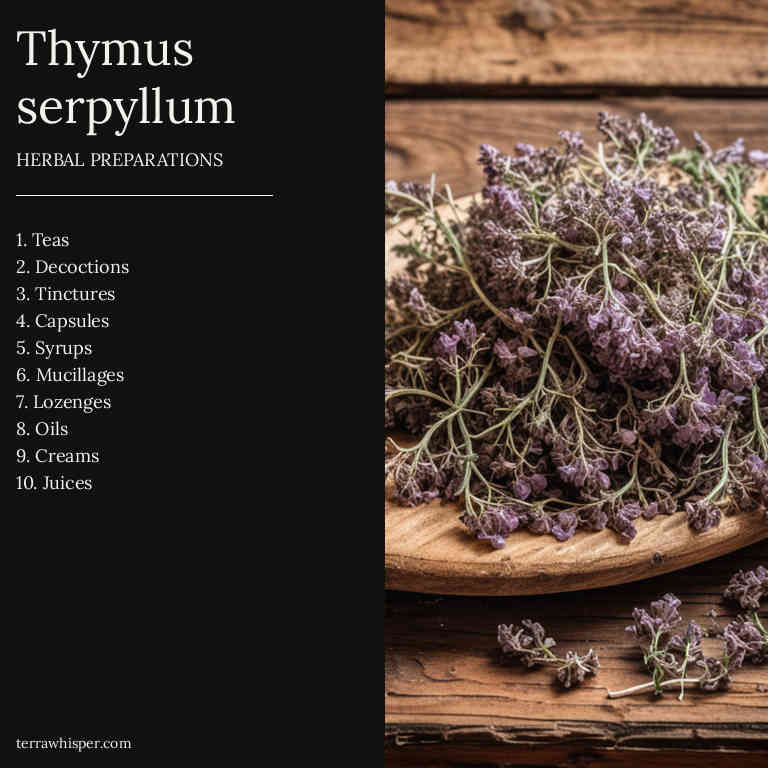 Thymus
serpyllum
HERBAL PREPARATIONS
1. Teas
2. Decoctions
3. Tinctures
4. Capsules
5. Syrups
6. Mucillages
7. Lozenges
8. Oils
9. Creams
10. Juices
terrawhisper.com